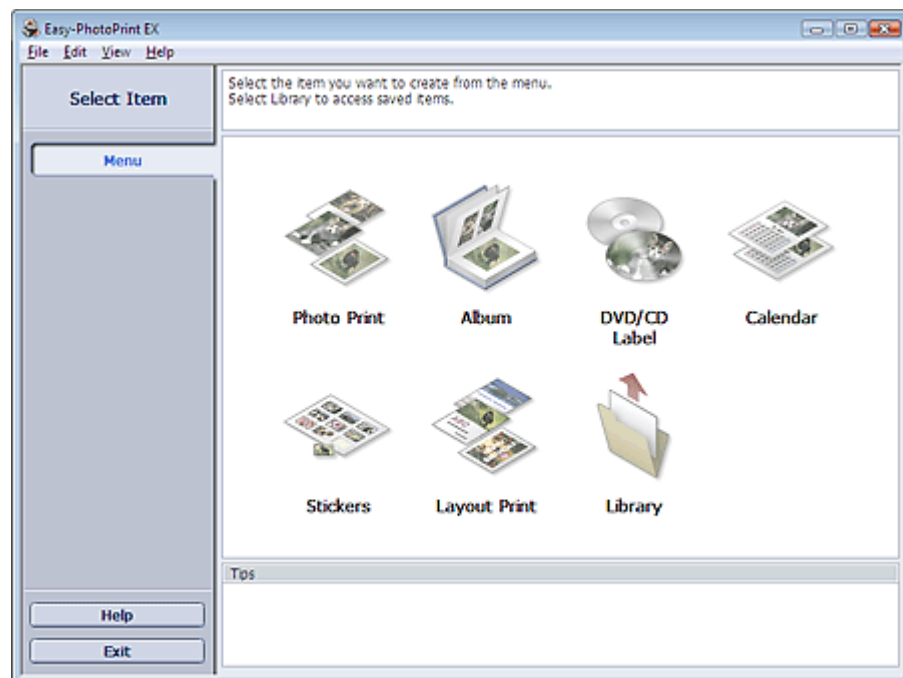 Easy-PhotoPrint EX
File Edit View Help
Select Item
Select the item you want to create from the menu.
Select Library to access saved items.
Menu
Photo Print
Album
DVD/CD
Label
Calendar
Stickers
Layout Print
Library
Tips
Help
Exit